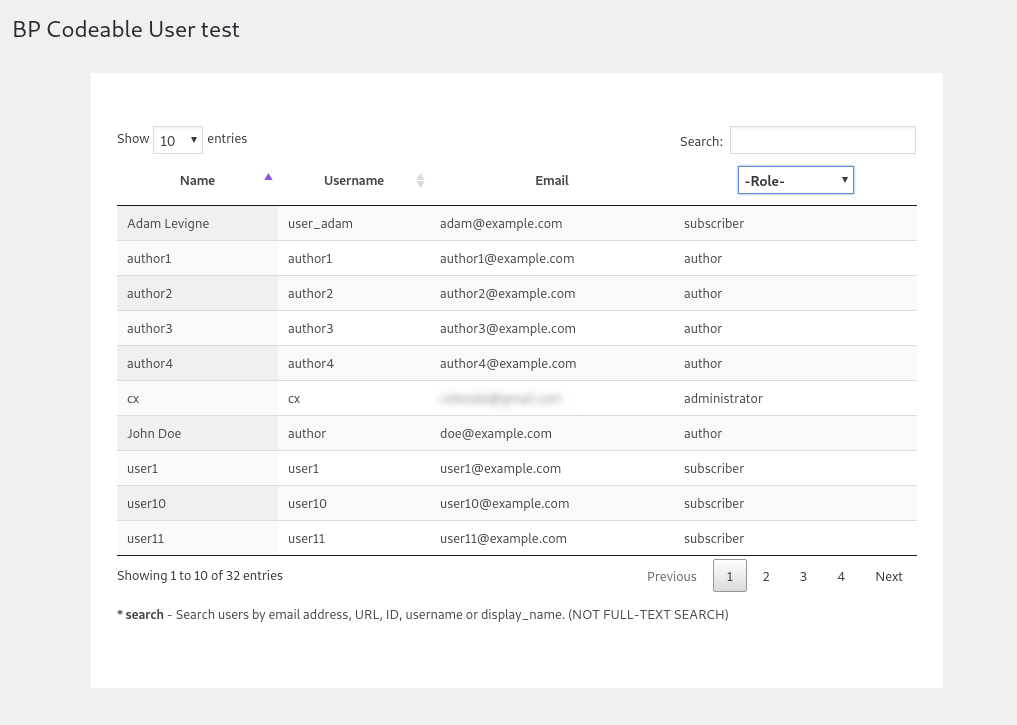 BP Codeable User test
Show 10 entries Search:
Name Username Email -Role-
Adam Levigne user_adam adam@example.com subscriber
author1 author1 author1@example.com author
author2 author2 author2@example.com author
author3 author3 author3@example.com author
author4 author4 author4@example.com author
cx cx administrator
John Doe author doe@example.com author
user1 user1 user1@example.com subscriber
user10 user10 user10@example.com subscriber
user11 user11 user11@example.com subscriber
Showing 1 to 10 of 32 entries Previous 1 2 3 4 Next
* search - Search users by email address, URL, ID, username or display_name. (NOT FULL-TEXT SEARCH)